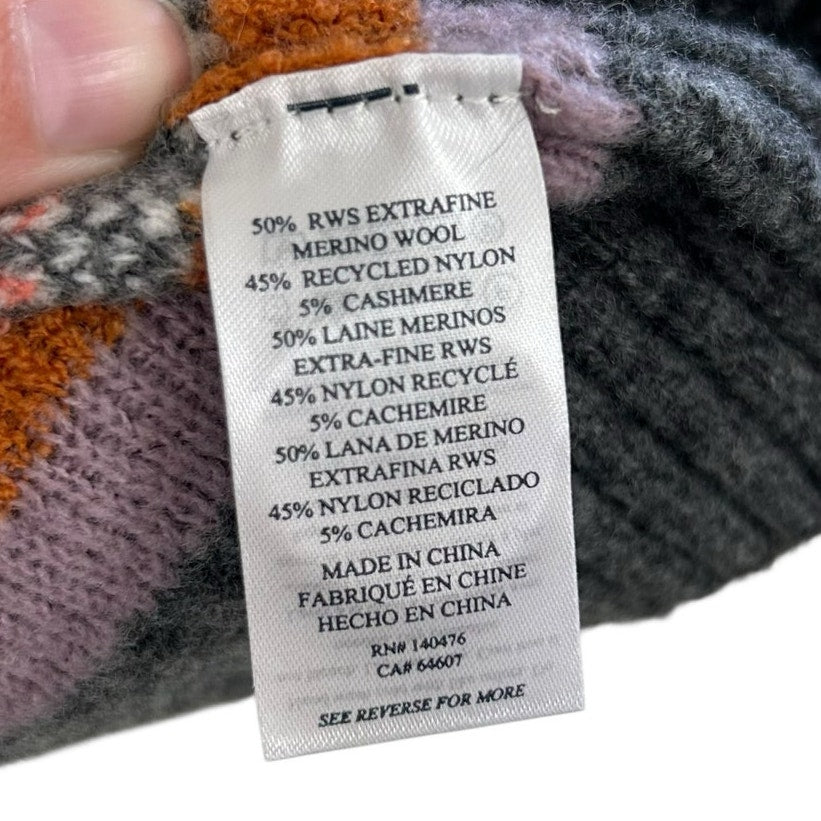 50% RWS EXTRAFINE
MERINO WOOL
45% RECYCLED NYLON
5% CASHMERE
50% LAINE MERINOS
EXTRA-FINE RWS
45% NYLON RECYCLÉ
5% CACHEMIRE
50% LANA DE MERINO
EXTRAFINA RWS
45% NYLON RECICLADO
5% CACHEMIRA
MADE IN CHINA
FABRIQUÉ EN CHINE
HECHO EN CHINA
RN# 140476
CA# 64607
SEE REVERSE FOR MORE